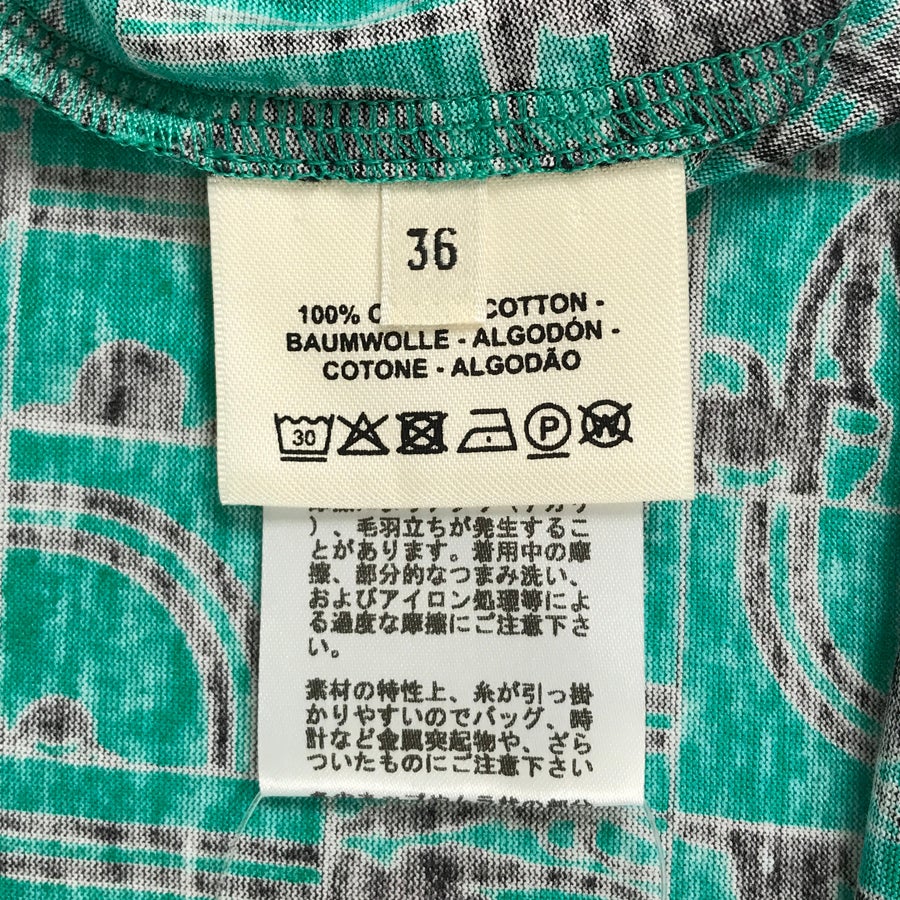 36
100% COTTON -
BAUMWOLLE - ALGODÓN -
COTONE - ALGODÃO
30
P
W
)、毛羽立ちが発生するこ
とがあります。着用中の摩
擦、部分的なつまみ洗い、
およびアイロン処理等によ
る過度な摩擦にご注意下さ
い。
素材の特性上、糸が引っ掛
かりやすいのでバッグ、時
計など金属突起物や、ざら
ついたものにご注意下さい